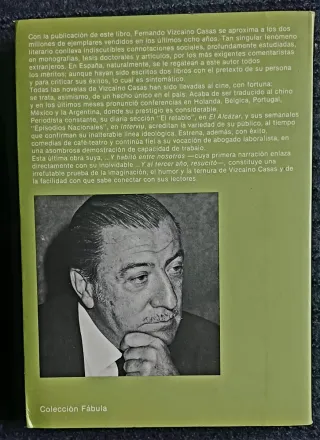 Con la publicación de este libro, Fernando Vizcaíno Casas se aproxima a los dos
millones de ejemplares vendidos en los últimos ocho años. Tan singular fenómeno
literario conlleva indiscutibles connotaciones sociales, profundamente estudiadas,
en monografías, tesis doctorales y artículos, por los más exigentes comentaristas
extranjeros. En España, naturalmente, se le regatean a este autor todos
los méritos; aunque hayan sido escritos dos libros con el pretexto de su persona
y para criticar sus éxitos, lo cual es sintomático.
Todas las novelas de Vizcaíno Casas han sido llevadas al cine, con fortuna;
se trata, asimismo, de un hecho único en el país. Acaba de ser traducido al chino
y en los últimos meses pronunció conferencias en Holanda, Bélgica, Portugal,
México y la Argentina, donde su prestigio es considerable.
Periodista constante, su diaria sección "El retablo", en El Alcázar, y sus semanales
"Episodios Nacionales", en Interviú, acreditan la variedad de su público, al tiempo
que confirman su inalterable línea ideológica. Estrena, además, con éxito,
comedias de café-teatro y continúa fiel a su vocación de abogado laboralista, en
una asombrosa demostración de capacidad de trabajo.
Esta última obra suya, ...Y habitó entre nosotros —cuya primera narración enlaza
directamente con su inolvidable ...Y al tercer año, resucitó—, constituye una
irrefutable prueba de la imaginación, el humor y la ternura de Vizcaíno Casas y de
la facilidad con que sabe conectar con sus lectores.
Colección Fábula